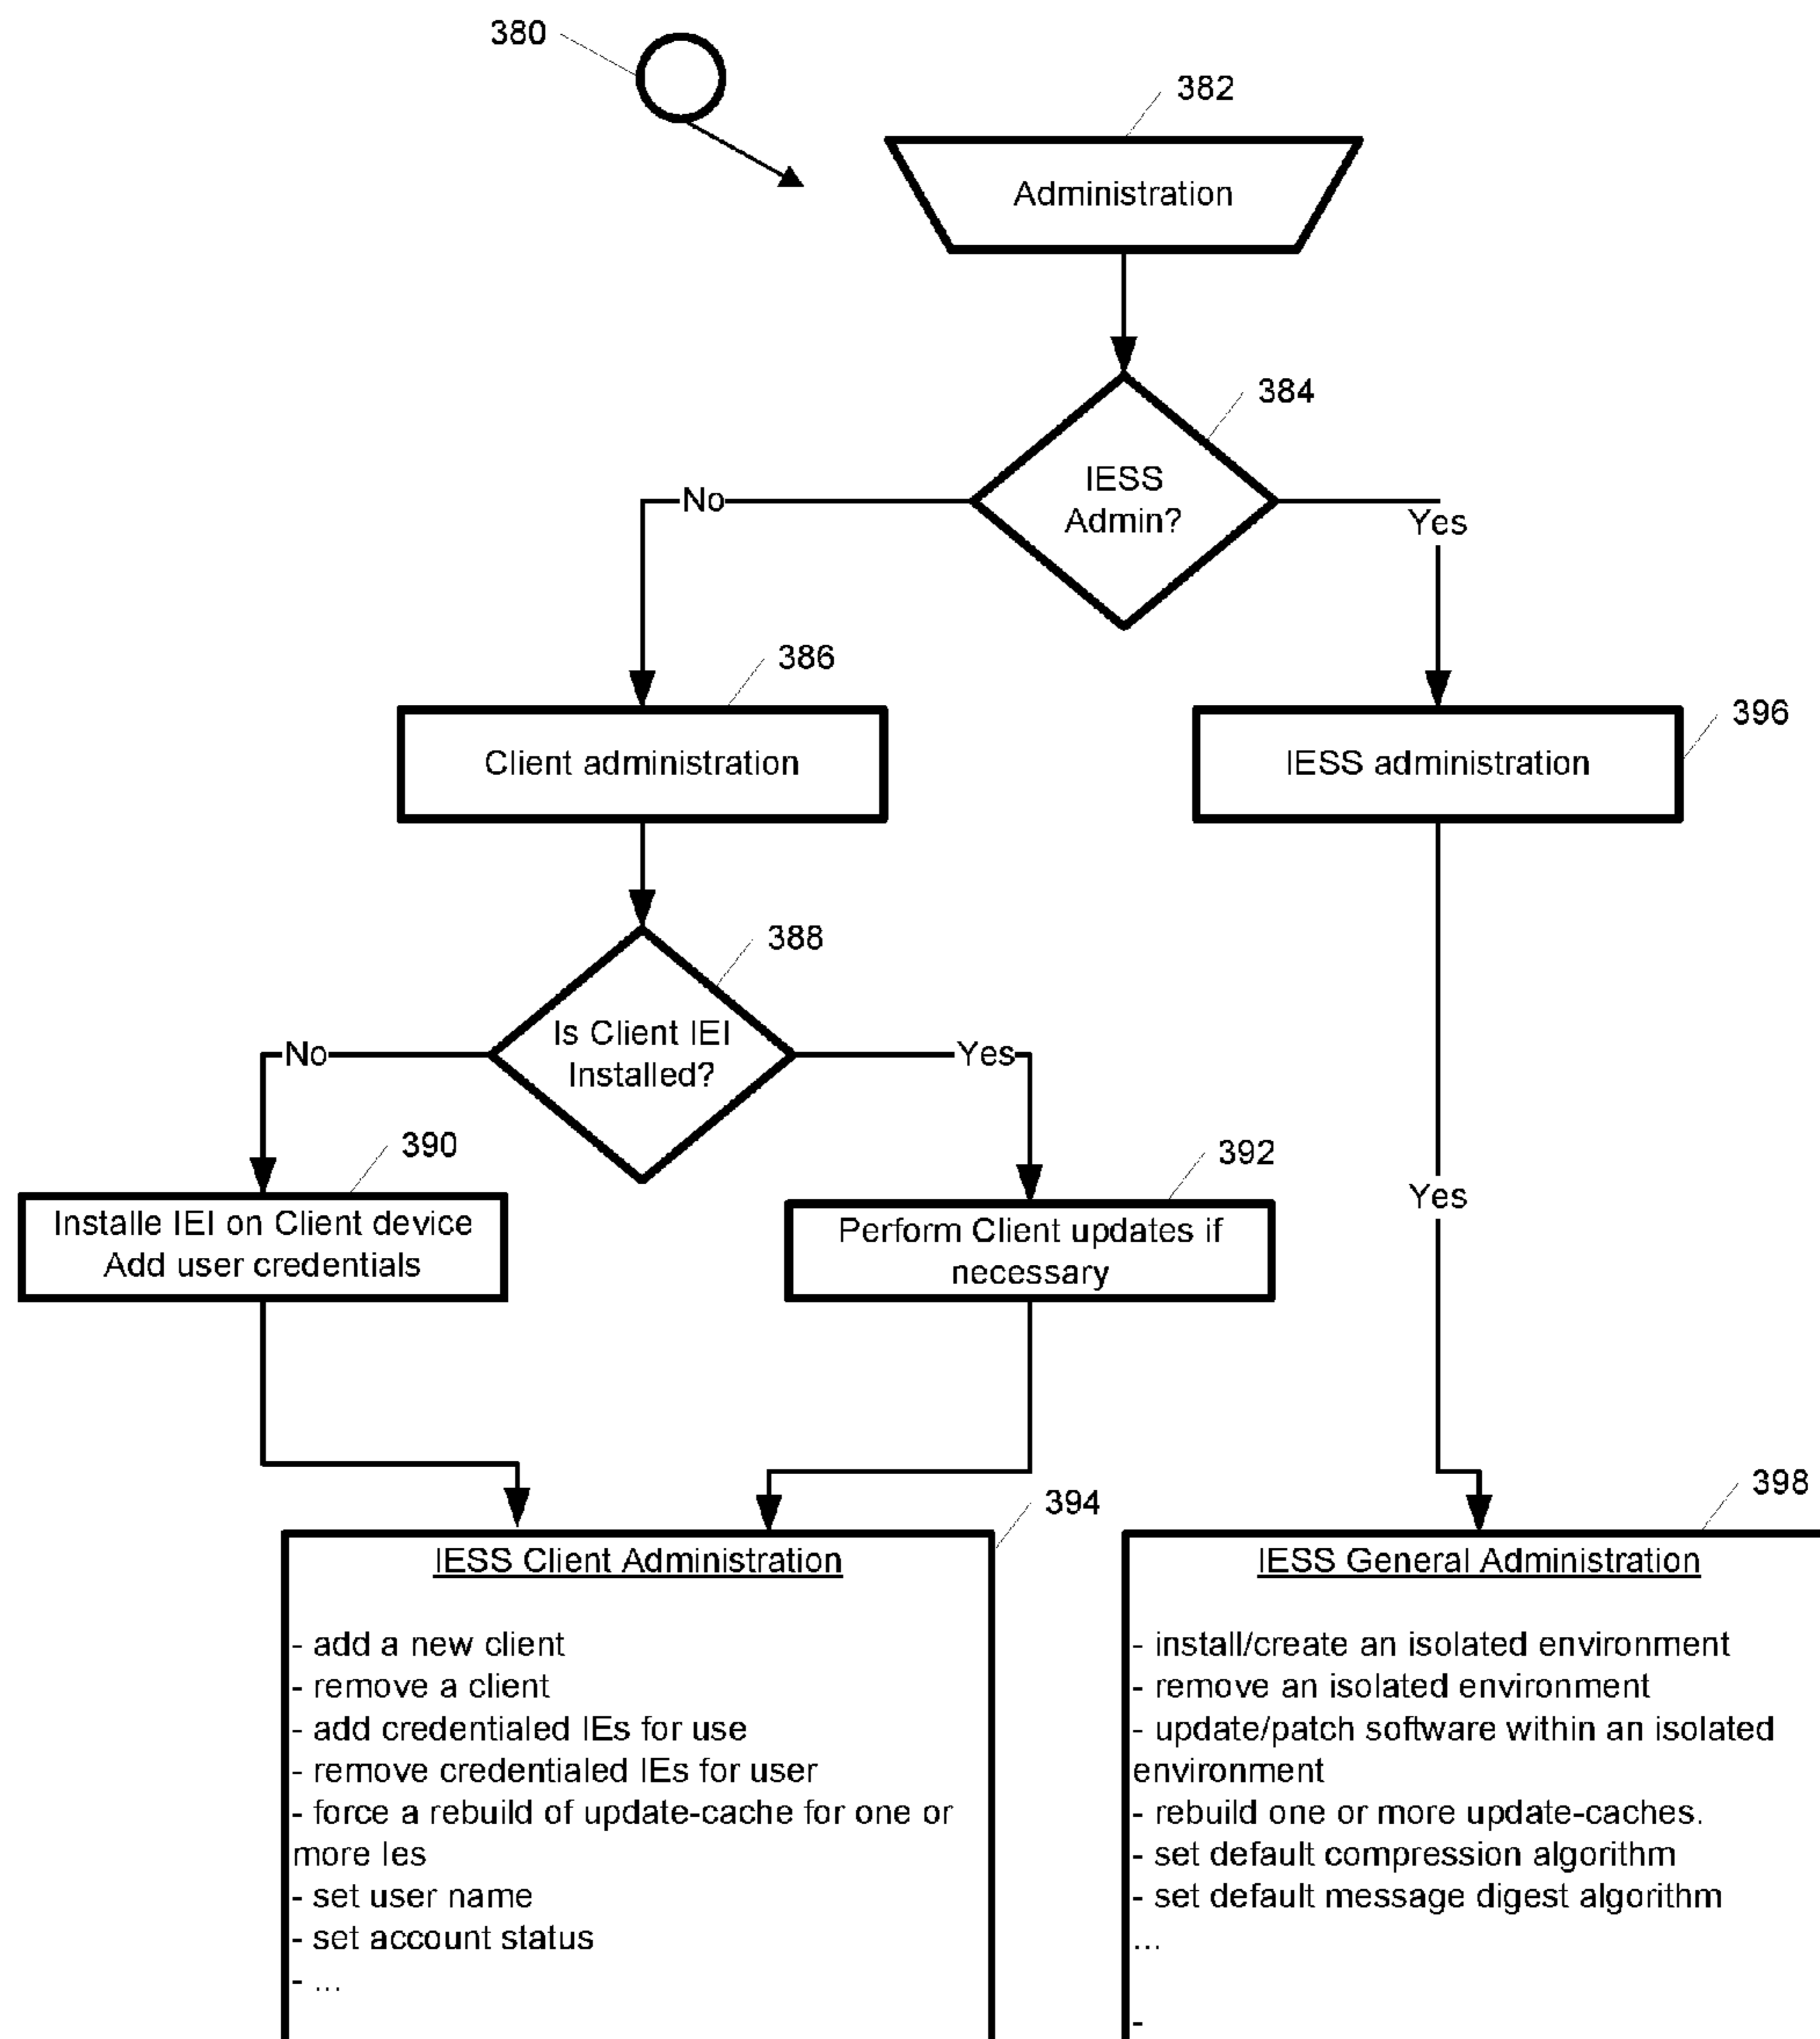 380
382
Administration
384
IESS
Admin?
No
Yes
386
396
Client administration
IESS administration
388
Is Client IEI
Installed?
No
Yes
390
392
Installe IEI on Client device
Add user credentials
Perform Client updates if
necessary
Yes
394
398
IESS Client Administration
- add a new client
- remove a client
- add credentialed IEs for use
- remove credentialed IEs for user
- force a rebuild of update-cache for one or
more Ies
- set user name
- set account status
- ...
IESS General Administration
- install/create an isolated environment
- remove an isolated environment
- update/patch software within an isolated
environment
- rebuild one or more update-caches.
- set default compression algorithm
- set default message digest algorithm
...
-